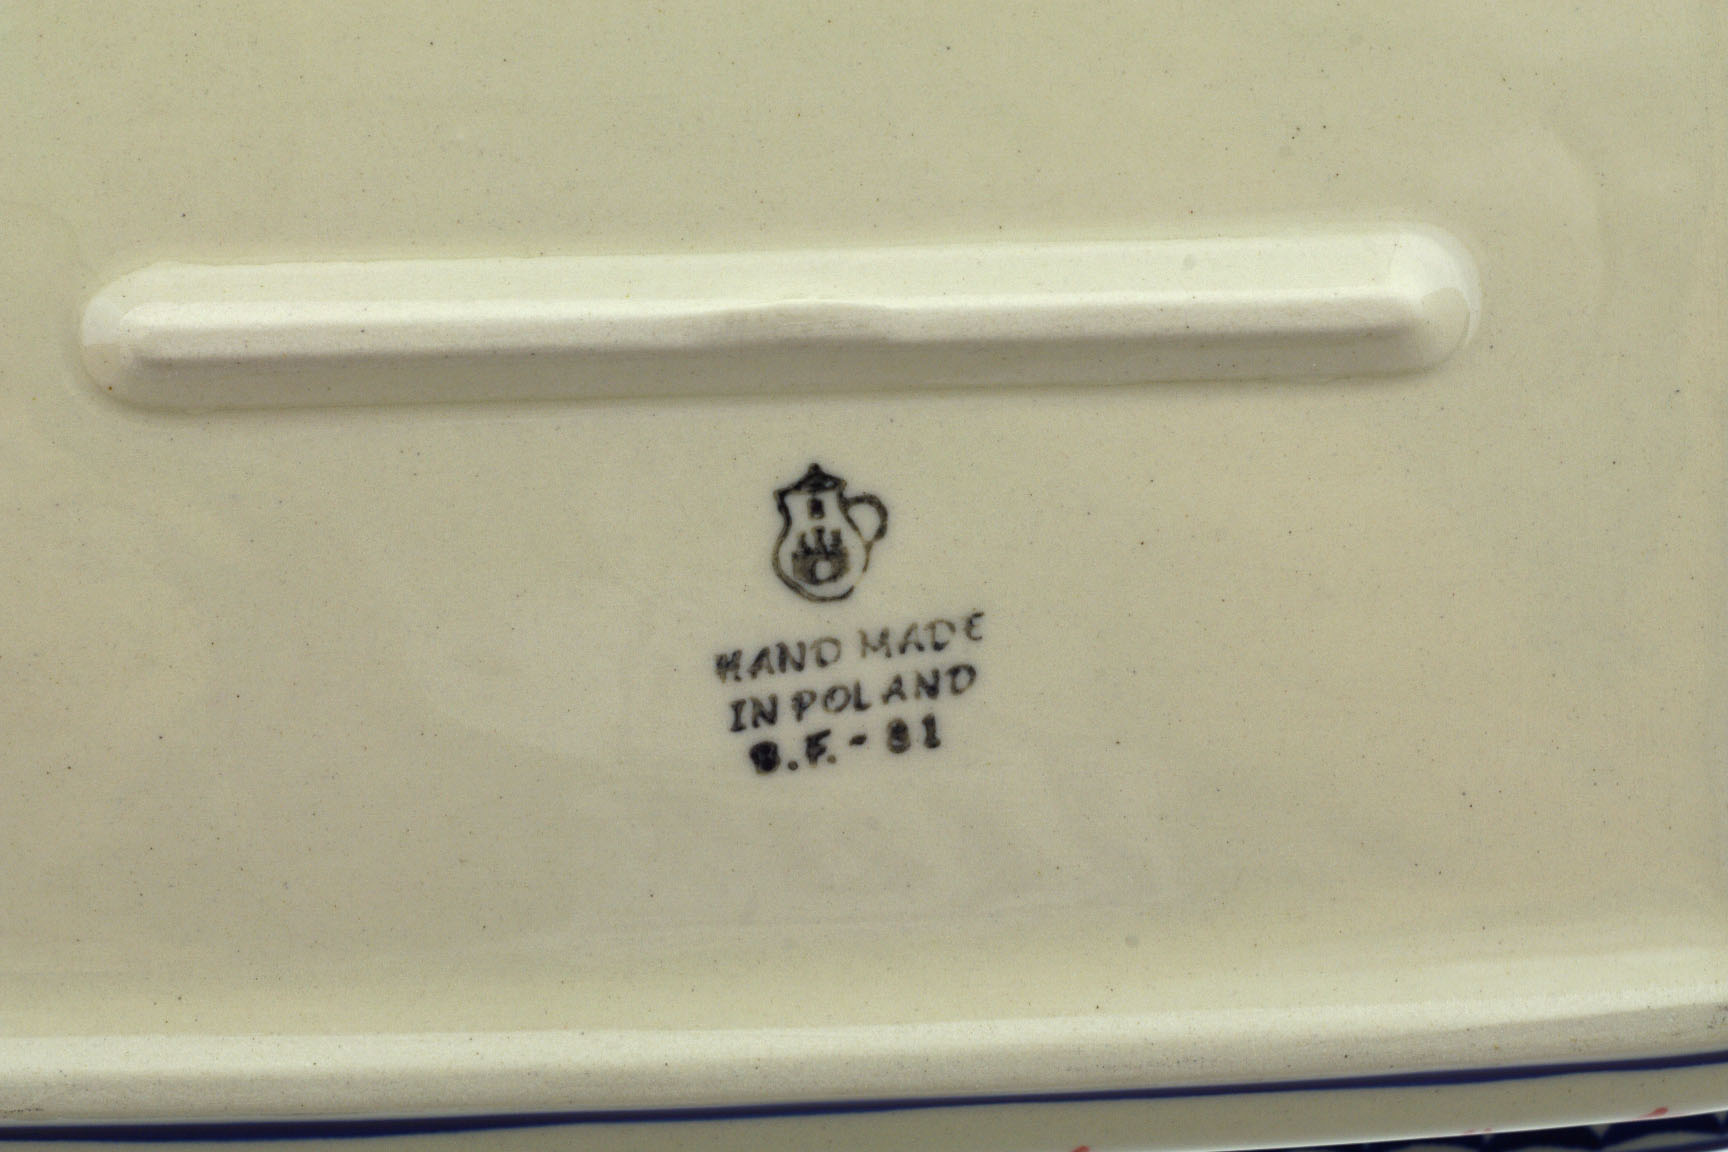 HAND MADE
IN POLAND
B.F.-81